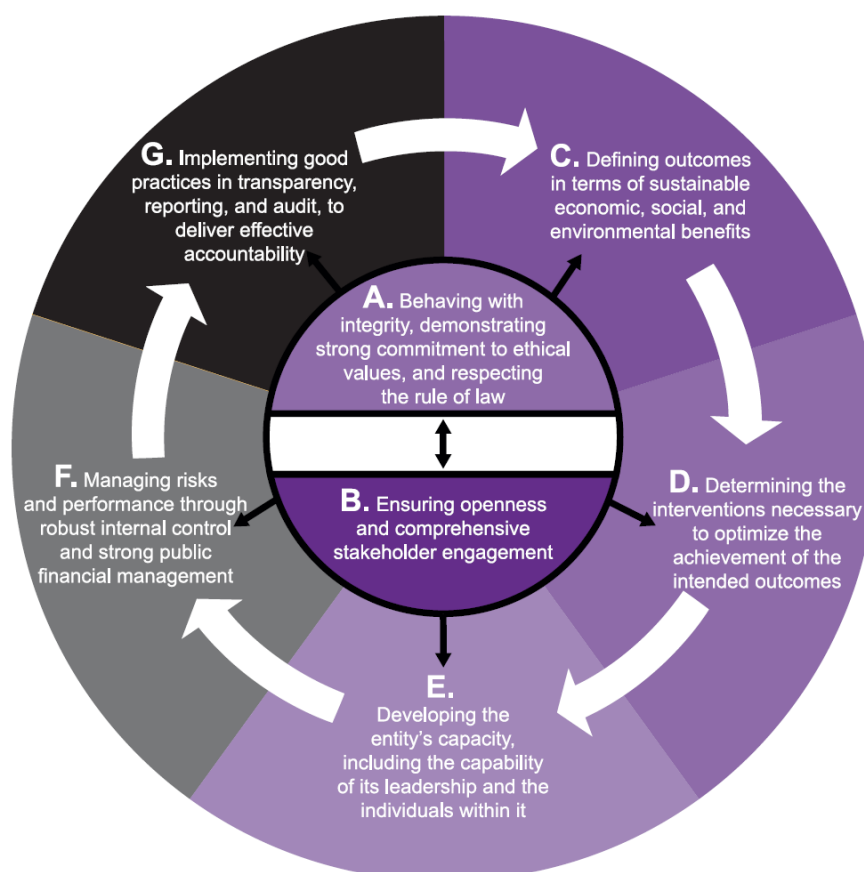 G. Implementing good
practices in transparency,
reporting, and audit, to
deliver effective
accountability
C. Defining outcomes
in terms of sustainable
economic, social, and
environmental benefits
A. Behaving with
integrity, demonstrating
strong commitment to ethical
values, and respecting
the rule of law
B. Ensuring openness
and comprehensive
stakeholder engagement
F. Managing risks
and performance through
robust internal control
and strong public
financial management
D. Determining the
interventions necessary
to optimize the
achievement of the
intended outcomes
E.
Developing the
entity's capacity,
including the capability
of its leadership and the
individuals within it